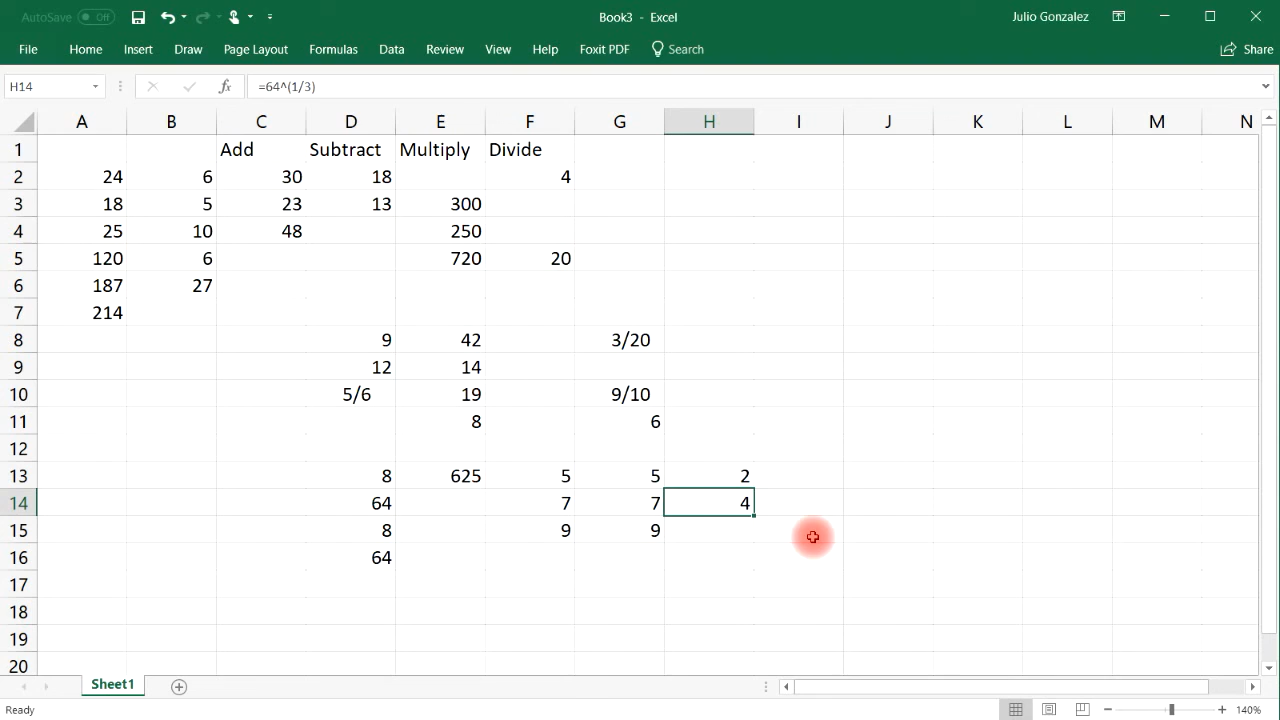 AutoSave Off Book3 - Excel Julio Gonzalez
File Home Insert Draw Page Layout Formulas Data Review View Help Foxit PDF Search Share
H14 fx =64^(1/3)
A B C D E F G H I J K L M N
1 Add Subtract Multiply Divide
2 24 6 30 18 4
3 18 5 23 13 300
4 25 10 48 250
5 120 6 720 20
6 187 27
7 214
8 9 42 3/20
9 12 14
10 5/6 19 9/10
11 8 6
12
13 8 625 5 5 2
14 64 7 7 4
15 8 9 9
16 64
17
18
19
20
Sheet1
Ready 140%